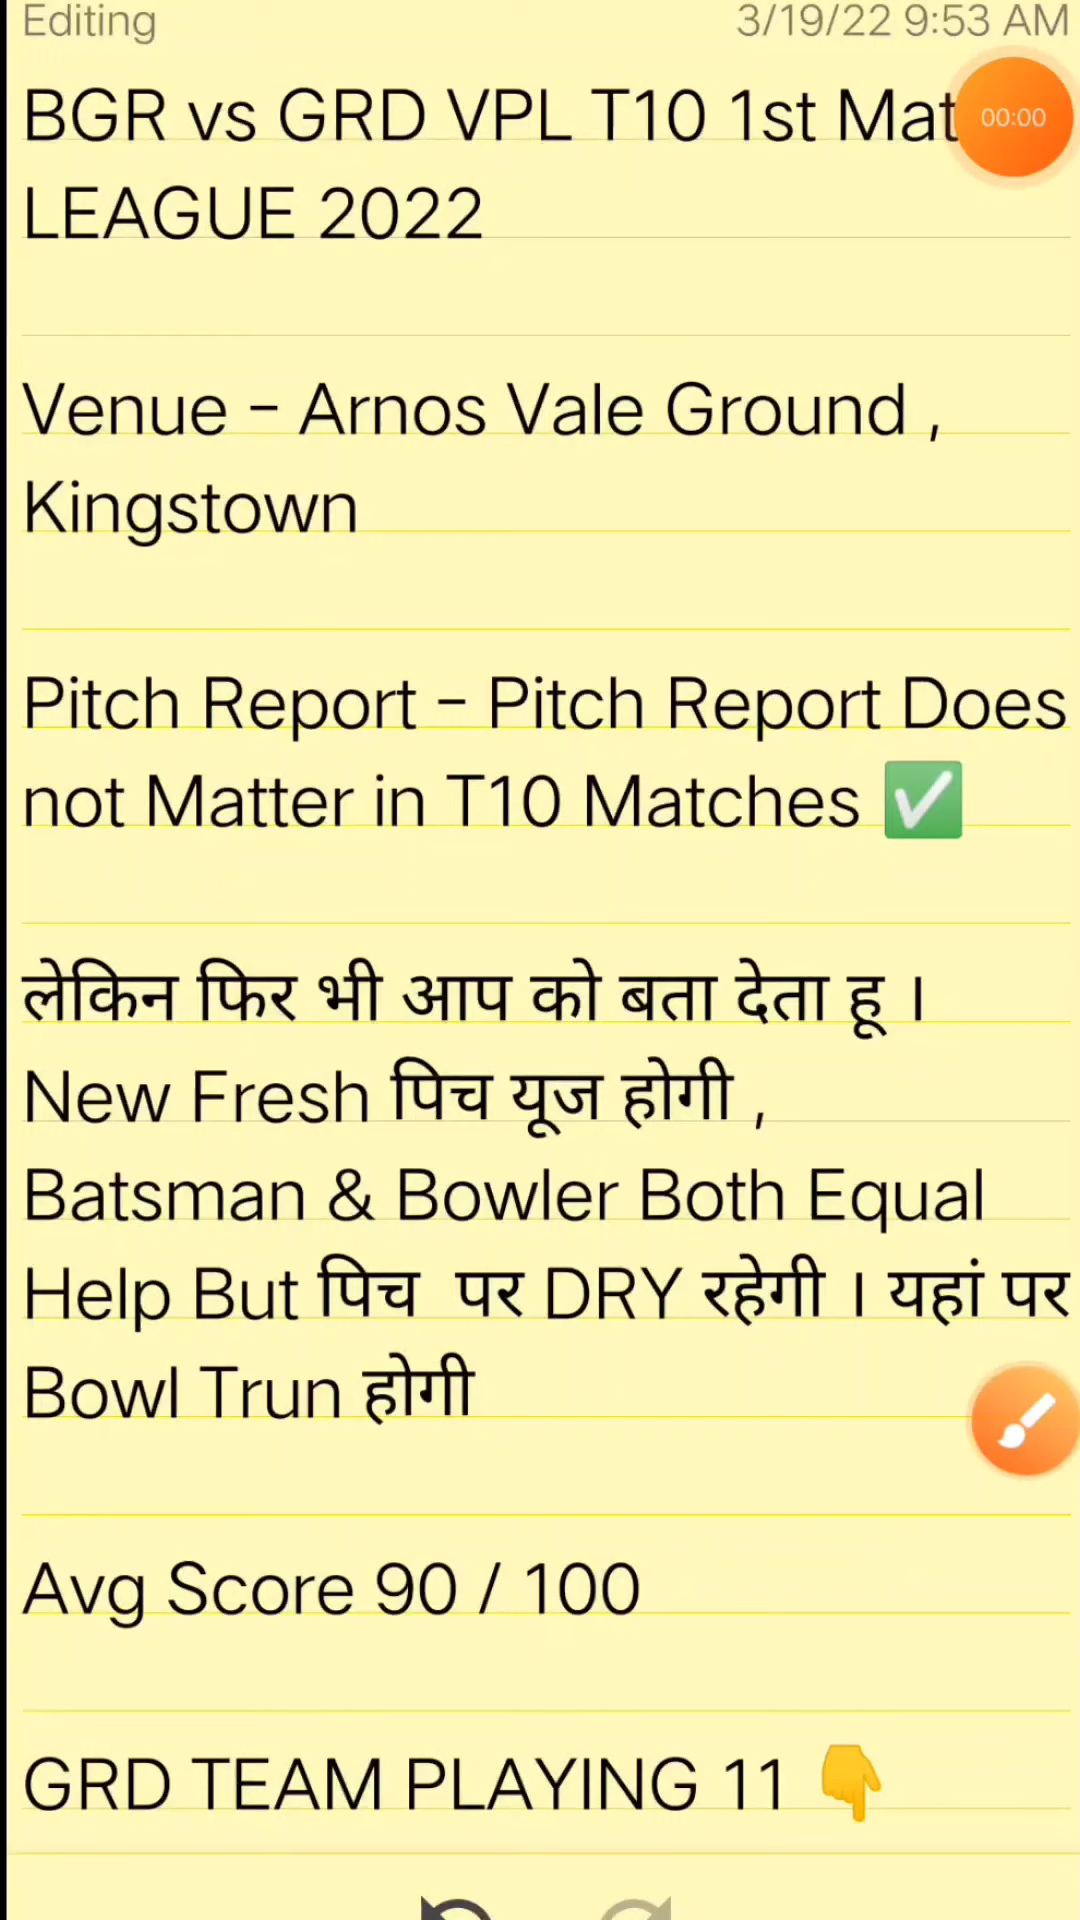 Editing 3/19/22 9:53 AM
BGR vs GRD VPL T10 1st
00:00
LEAGUE 2022
Venue - Arnos Vale Ground ,
Kingstown
Pitch Report - Pitch Report Does
not Matter in T10 Matches ✅
लेकिन फिर भी आप को बता देता हू ।
New Fresh पिच यूज होगी ,
Batsman & Bowler Both Equal
Help But पिच पर DRY रहेगी । यहां पर
Bowl Trun होगी
Avg Score 90 / 100
GRD TEAM PLAYING 11 👇